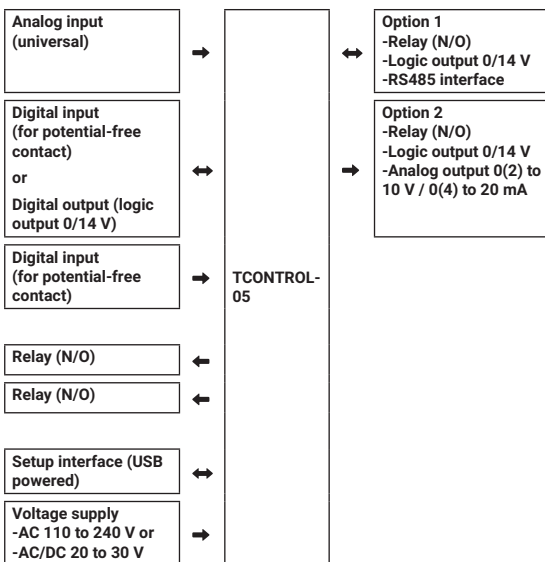 Analog input
(universal)
Digital input
(for potential-free
contact)
or
Digital output (logic
output 0/14 V)
Digital input
(for potential-free
contact)
Relay (N/O)
Relay (N/O)
Setup interface (USB
powered)
Voltage supply
-AC 110 to 240 V or
-AC/DC 20 to 30 V
TCONTROL-
05
Option 1
-Relay (N/O)
-Logic output 0/14 V
-RS485 interface
Option 2
-Relay (N/O)
-Logic output 0/14 V
-Analog output 0(2) to
10 V / 0(4) to 20 mA